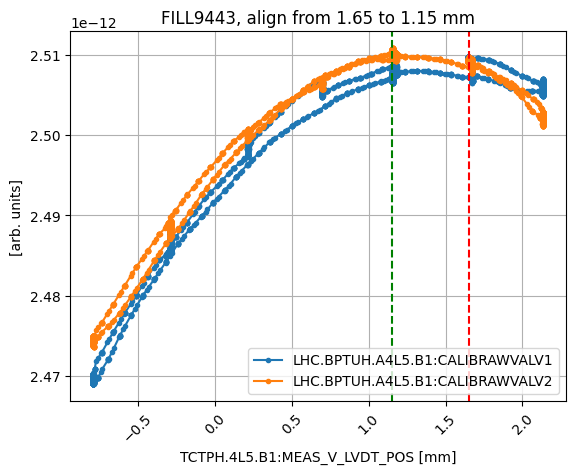 FILL9443, align from 1.65 to 1.15 mm
1e−12
2.51
2.50
2.49
2.48
2.47
[arb. units]
LHC.BPTUH.A4L5.B1:CALIBRAWVALV1
LHC.BPTUH.A4L5.B1:CALIBRAWVALV2
−0.5
0.0
0.5
1.0
1.5
2.0
TCTPH.4L5.B1:MEAS_V_LVDT_POS [mm]